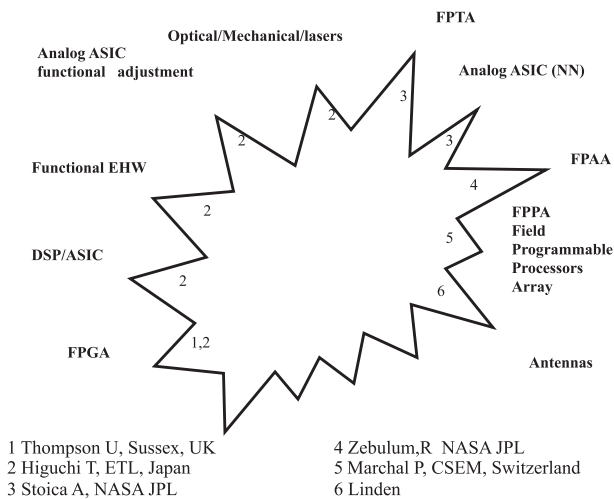 FPTA
Optical/Mechanical/lasers
Analog ASIC
functional adjustment
Analog ASIC (NN)
3
2
2
3
FPAA
Functional EHW
4
2
FPPA
Field
Programmable
Processors
Array
5
DSP/ASIC
2
6
1,2
FPGA
Antennas
1 Thompson U, Sussex, UK
2 Higuchi T, ETL, Japan
3 Stoica A, NASA JPL
4 Zebulum,R NASA JPL
5 Marchal P, CSEM, Switzerland
6 Linden